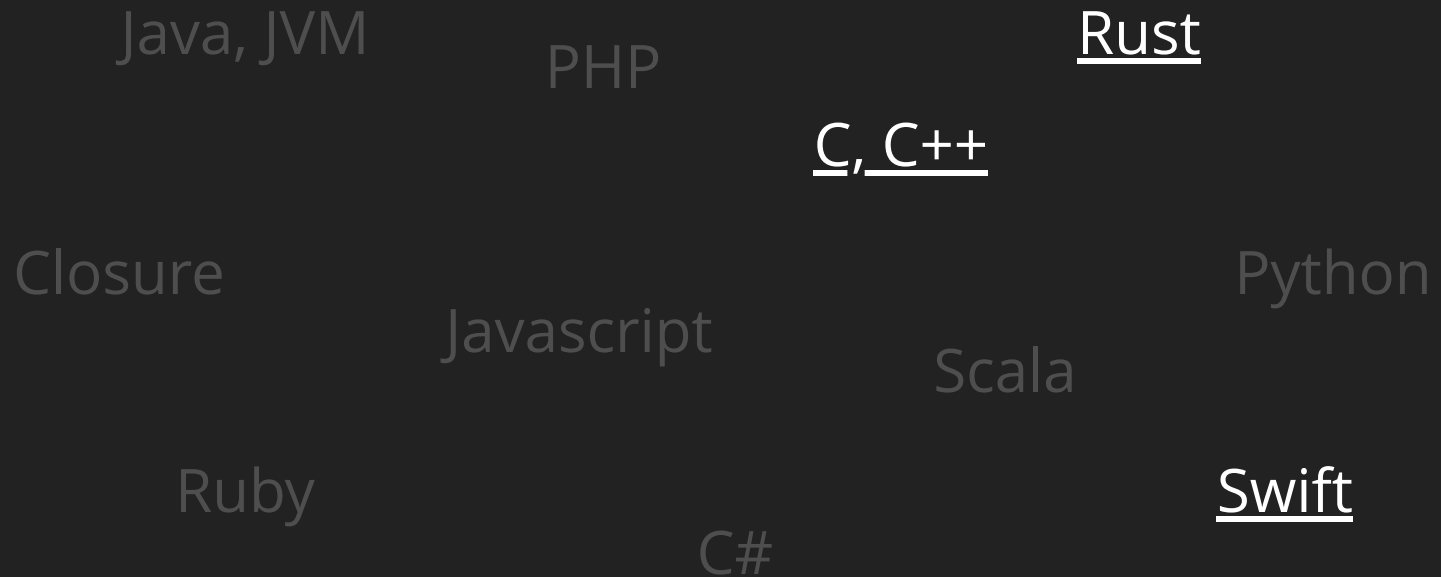 Java, JVM
PHP
Rust
C, C++
Closure
Python
Javascript
Scala
Ruby
Swift
C#